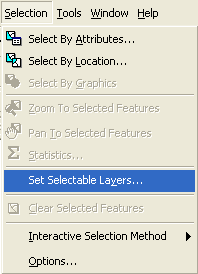 Selection Tools Window Help
Select By Attributes...
Select By Location...
Select By Graphics
Zoom To Selected Features
Pan To Selected Features
Statistics...
Set Selectable Layers...
Clear Selected Features
Interactive Selection Method
Options...